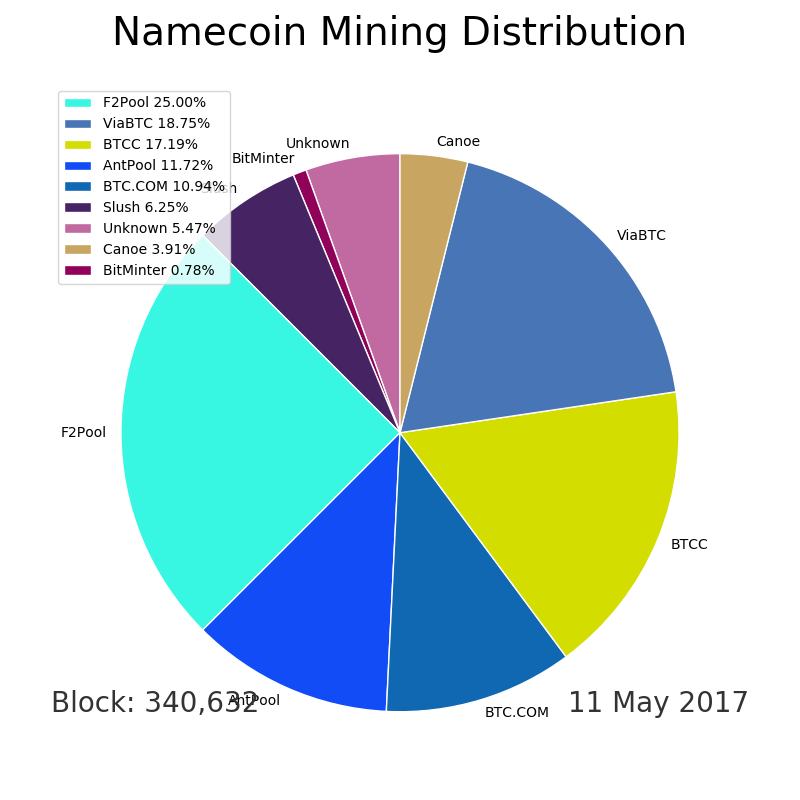 Namecoin Mining Distribution
F2Pool 25.00%
ViaBTC 18.75%
BTCC 17.19%
AntPool 11.72%
BTC.COM 10.94%
Slush 6.25%
Unknown 5.47%
Canoe 3.91%
BitMinter 0.78%
Canoe
Unknown
BitMinter
Slush
ViaBTC
F2Pool
BTCC
AntPool
BTC.COM
Block: 340,632
11 May 2017